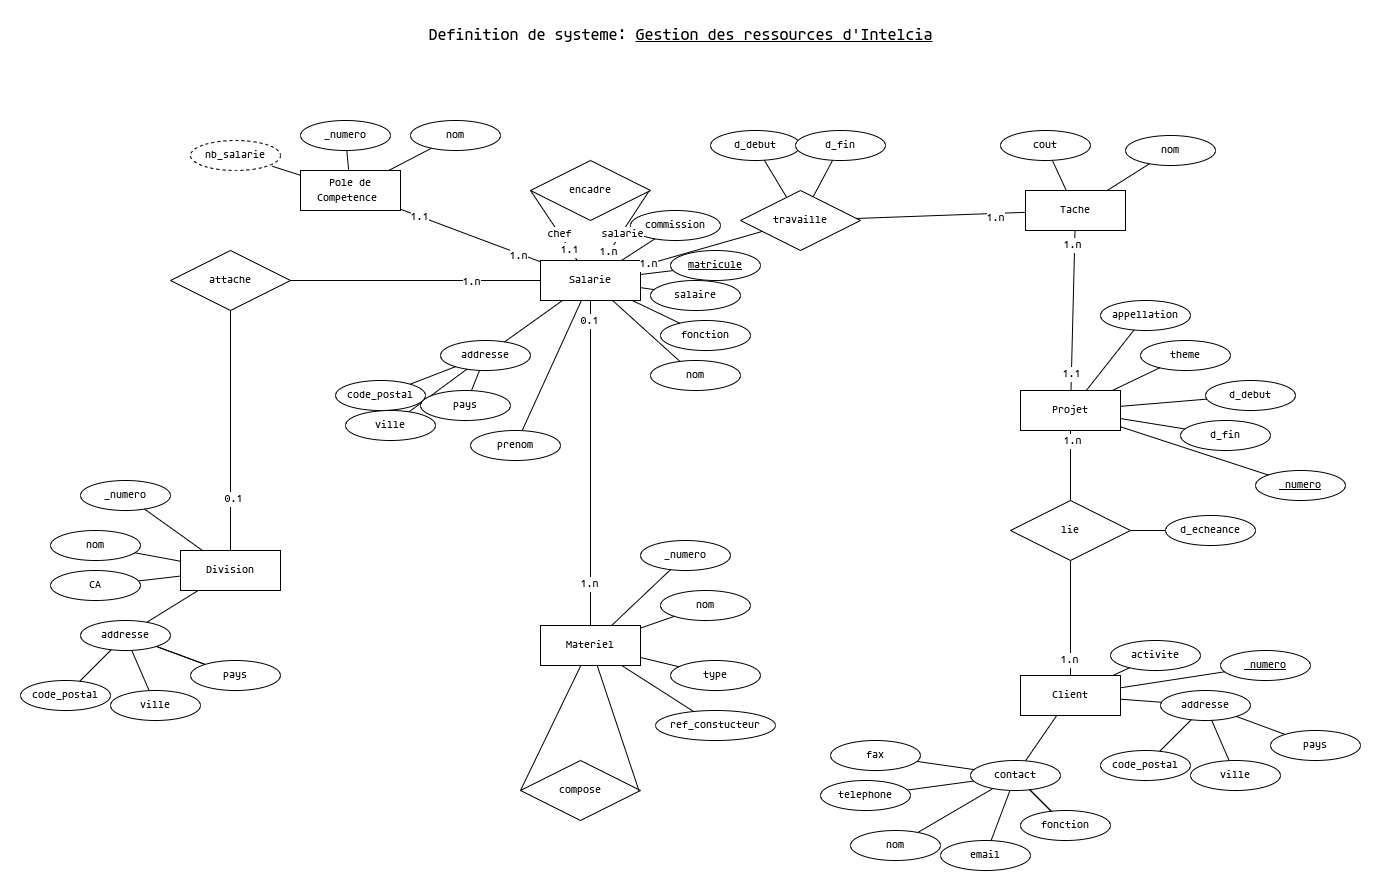 Definition de systeme: Gestion des ressources d'Intelcia
nb_salarie
_numero
nom
Pole de
Competence
1.1
1.n
encadre
chef
salarie
1.1
1.n
commission
matricule
salaire
fonction
nom
Salarie
1.n
0.1
d_debut
d_fin
travaille
1.n
cout
nom
Tache
1.n
attache
1.n
0.1
addresse
code_postal
pays
ville
prenom
1.1
appellation
theme
d_debut
d_fin
_numero
Projet
1.n
lie
d_echeance
1.n
_numero
nom
CA
Division
addresse
code_postal
ville
pays
1.n
_numero
nom
type
ref_constucteur
Materiel
compose
activite
_numero
Client
addresse
code_postal
ville
pays
contact
fax
telephone
nom
email
fonction